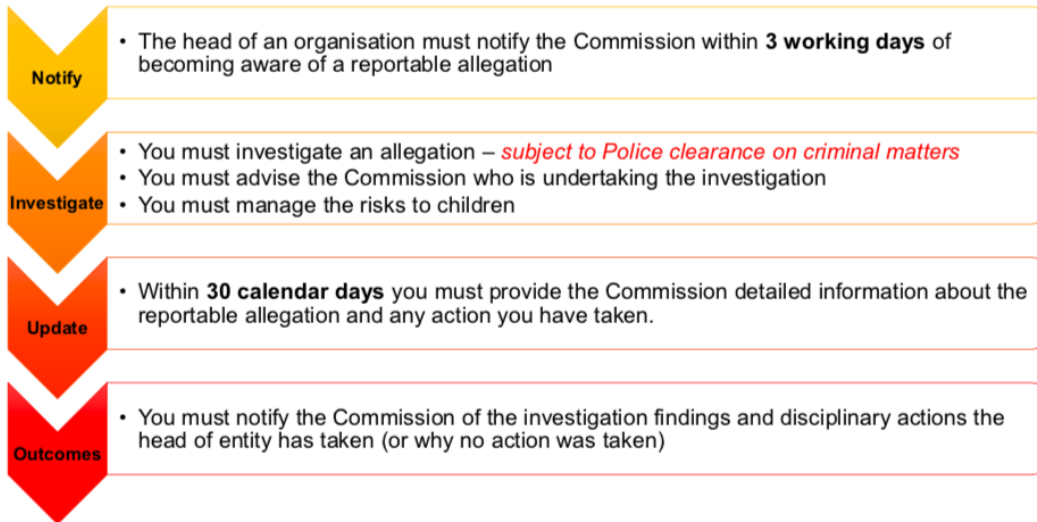 Notify
• The head of an organisation must notify the Commission within 3 working days of
becoming aware of a reportable allegation
Investigate
• You must investigate an allegation – subject to Police clearance on criminal matters
• You must advise the Commission who is undertaking the investigation
• You must manage the risks to children
Update
• Within 30 calendar days you must provide the Commission detailed information about the
reportable allegation and any action you have taken.
Outcomes
• You must notify the Commission of the investigation findings and disciplinary actions the
head of entity has taken (or why no action was taken)